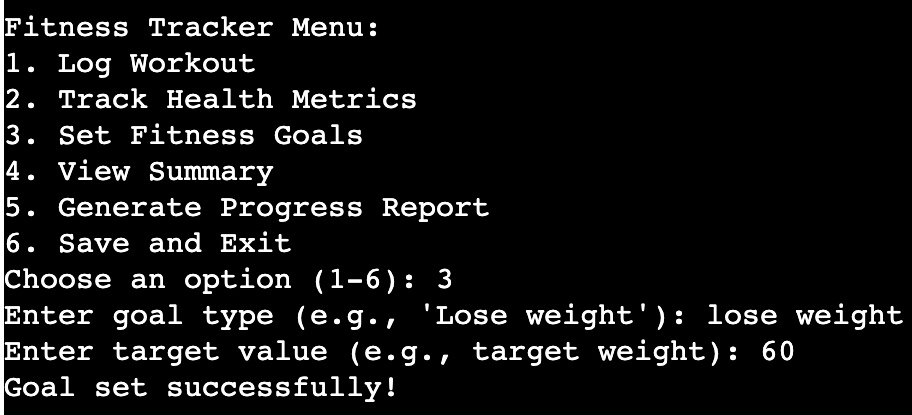 Fitness Tracker Menu:
1. Log Workout
2. Track Health Metrics
3. Set Fitness Goals
4. View Summary
5. Generate Progress Report
6. Save and Exit
Choose an option (1-6): 3
Enter goal type (e.g., 'Lose weight'): lose weight
Enter target value (e.g., target weight): 60
Goal set successfully!